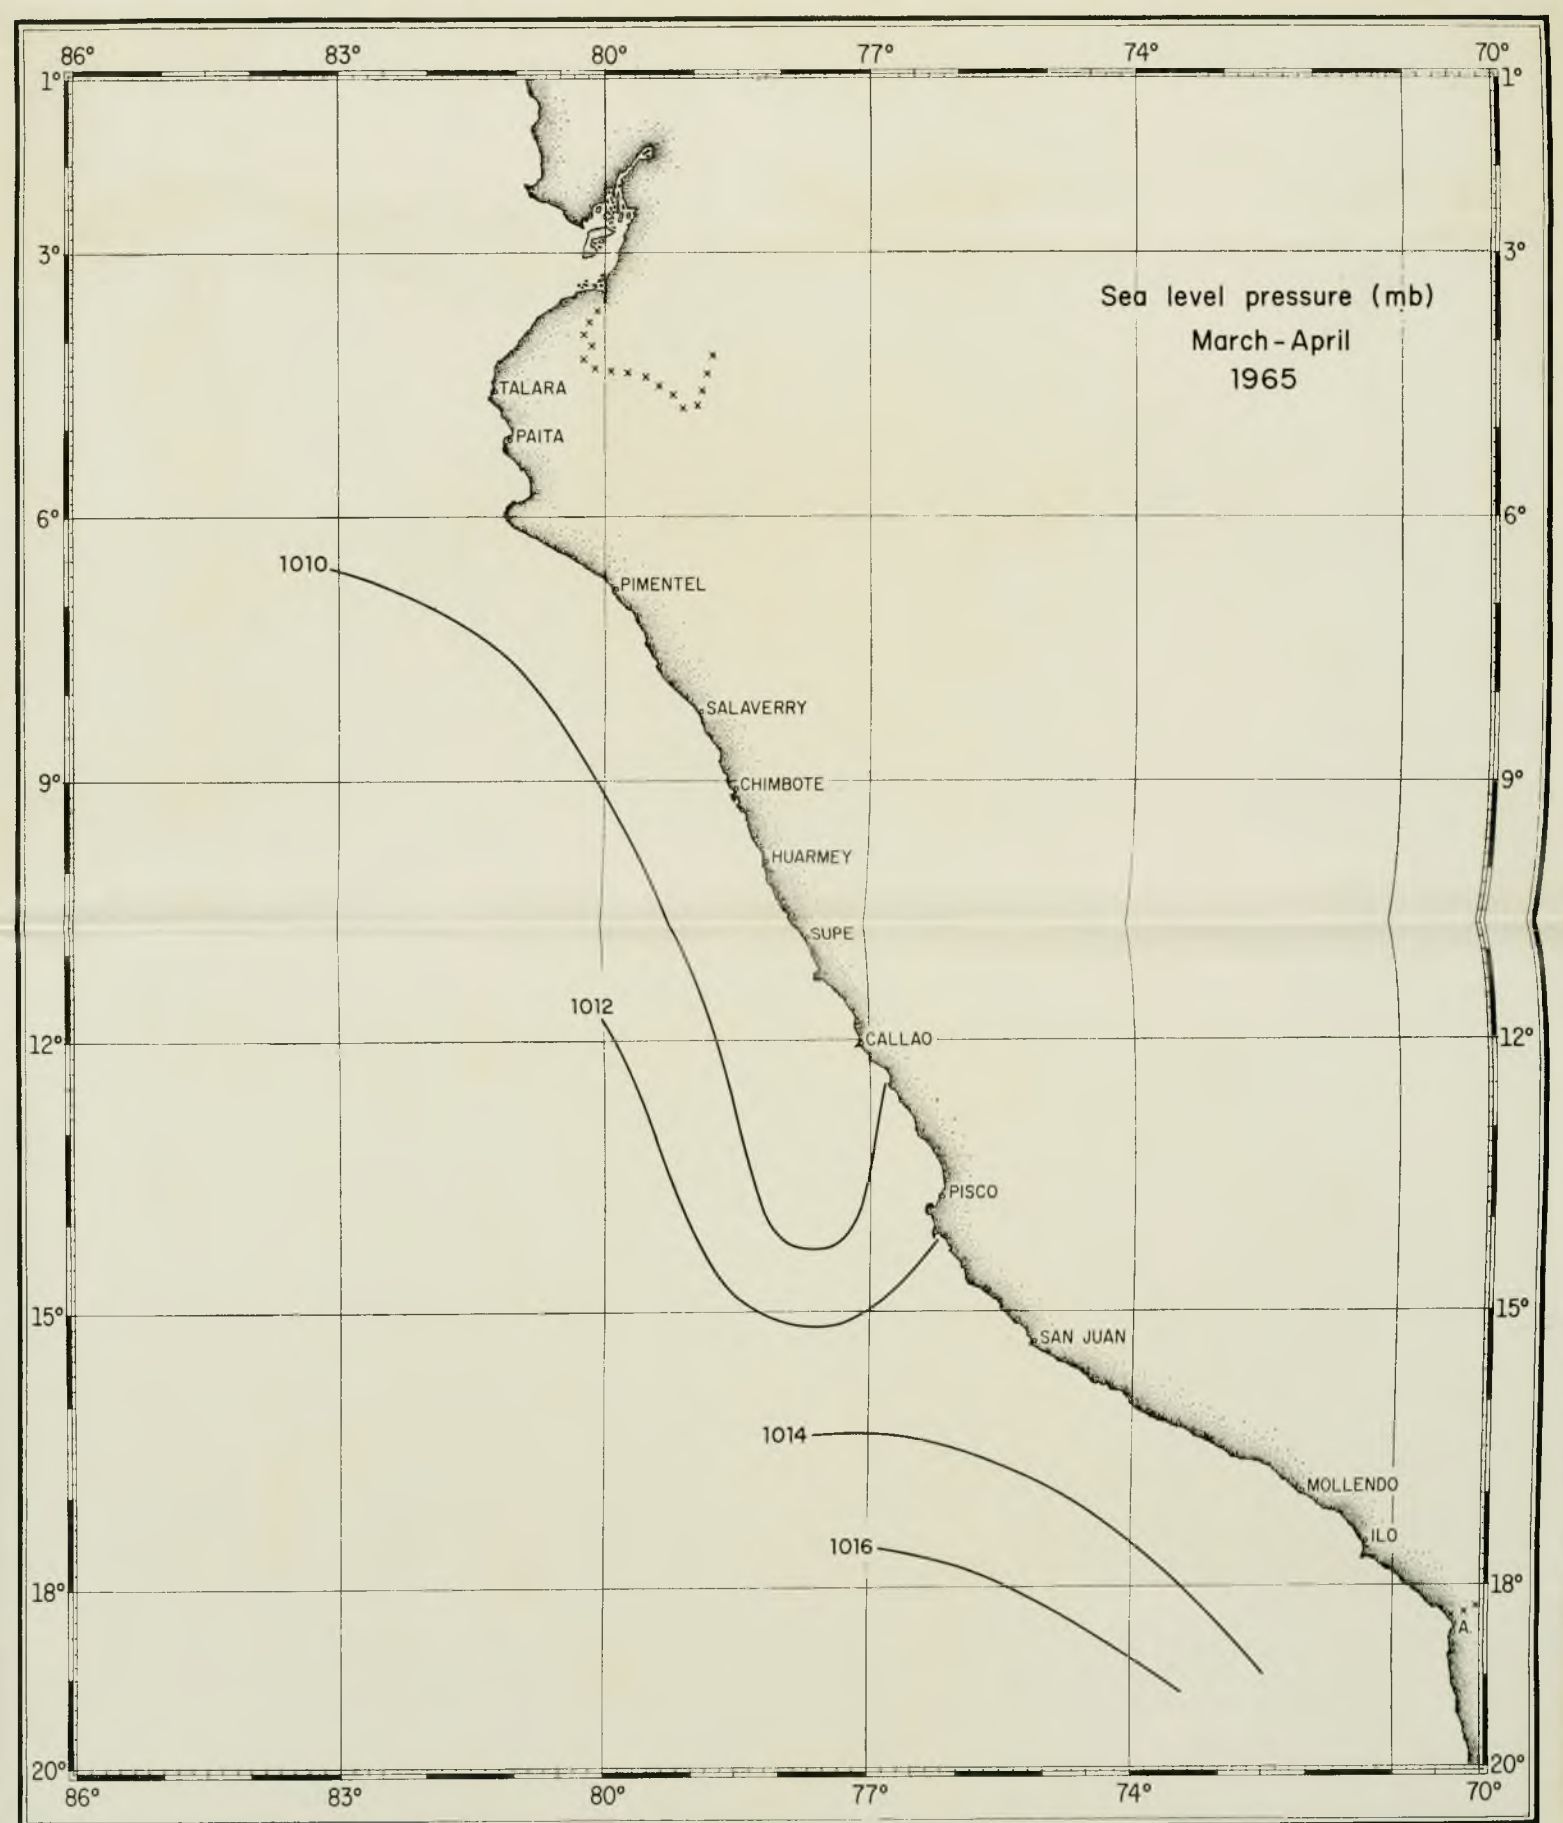 86° 83° 80° 77° 74° 70°
1° 1°
3° 3°
Sea level pressure (mb)
March-April
1965
TALARA
PAITA
6° 6°
1010
PIMENTEL
SALAVERRY
9° 9°
CHIMBOTE
HUARMEY
SUPE
1012
12° 12°
CALLAO
PISCO
15° 15°
SAN JUAN
1014
MOLLENDO
ILO
1016
18° 18°
A.
20° 20°
86° 83° 80° 77° 74° 70°